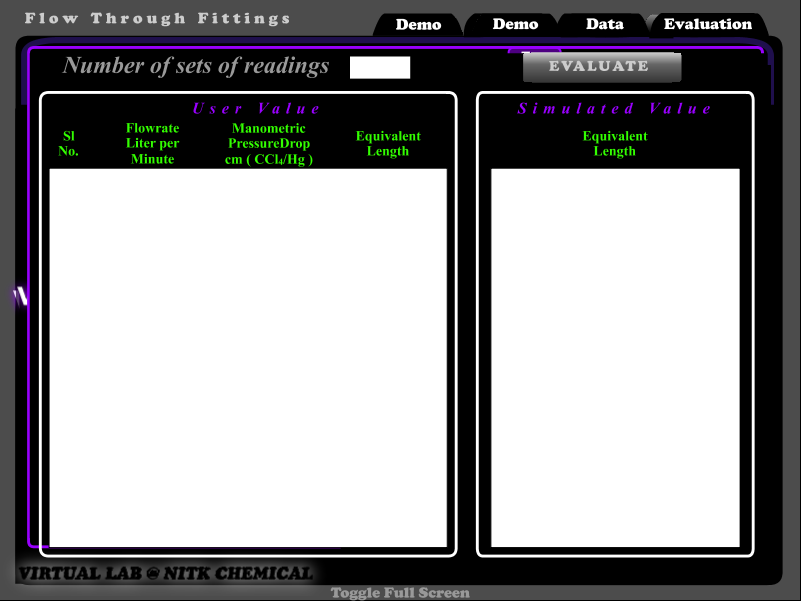 Flow Through Fittings
Demo
Demo
Data
Evaluation
Number of sets of readings
EVALUATE
User Value
Sl
No.
Flowrate
Liter per
Minute
Manometric
PressureDrop
cm ( CCl₄/Hg )
Equivalent
Length
Simulated Value
Equivalent
Length
VIRTUAL LAB @ NITK CHEMICAL
Toggle Full Screen